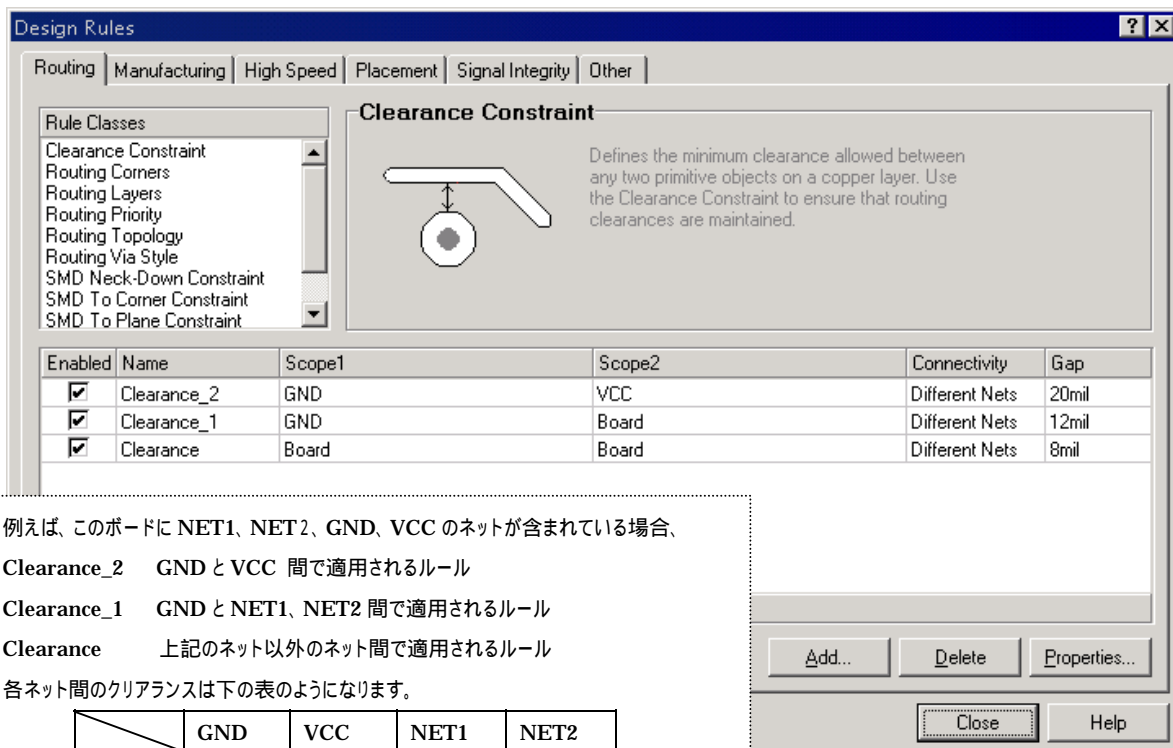 Design Rules
Routing Manufacturing High Speed Placement Signal Integrity Other
Rule Classes
Clearance Constraint
Routing Corners
Routing Layers
Routing Priority
Routing Topology
Routing Via Style
SMD Neck-Down Constraint
SMD To Corner Constraint
SMD To Plane Constraint
Clearance Constraint
Defines the minimum clearance allowed between
any two primitive objects on a copper layer. Use
the Clearance Constraint to ensure that routing
clearances are maintained.
Enabled Name Scope1 Scope2 Connectivity Gap
Clearance_2 GND VCC Different Nets 20mil
Clearance_1 GND Board Different Nets 12mil
Clearance Board Board Different Nets 8mil
例えば、このボードに NET1、NET2、GND、VCC のネットが含まれている場合、
Clearance_2 GND と VCC 間で適用されるルール
Clearance_1 GND と NET1、NET2 間で適用されるルール
Clearance 上記のネット以外のネット間で適用されるルール
各ネット間のクリアランスは下の表のようになります。
GND VCC NET1 NET2
Add... Delete Properties...
Close Help